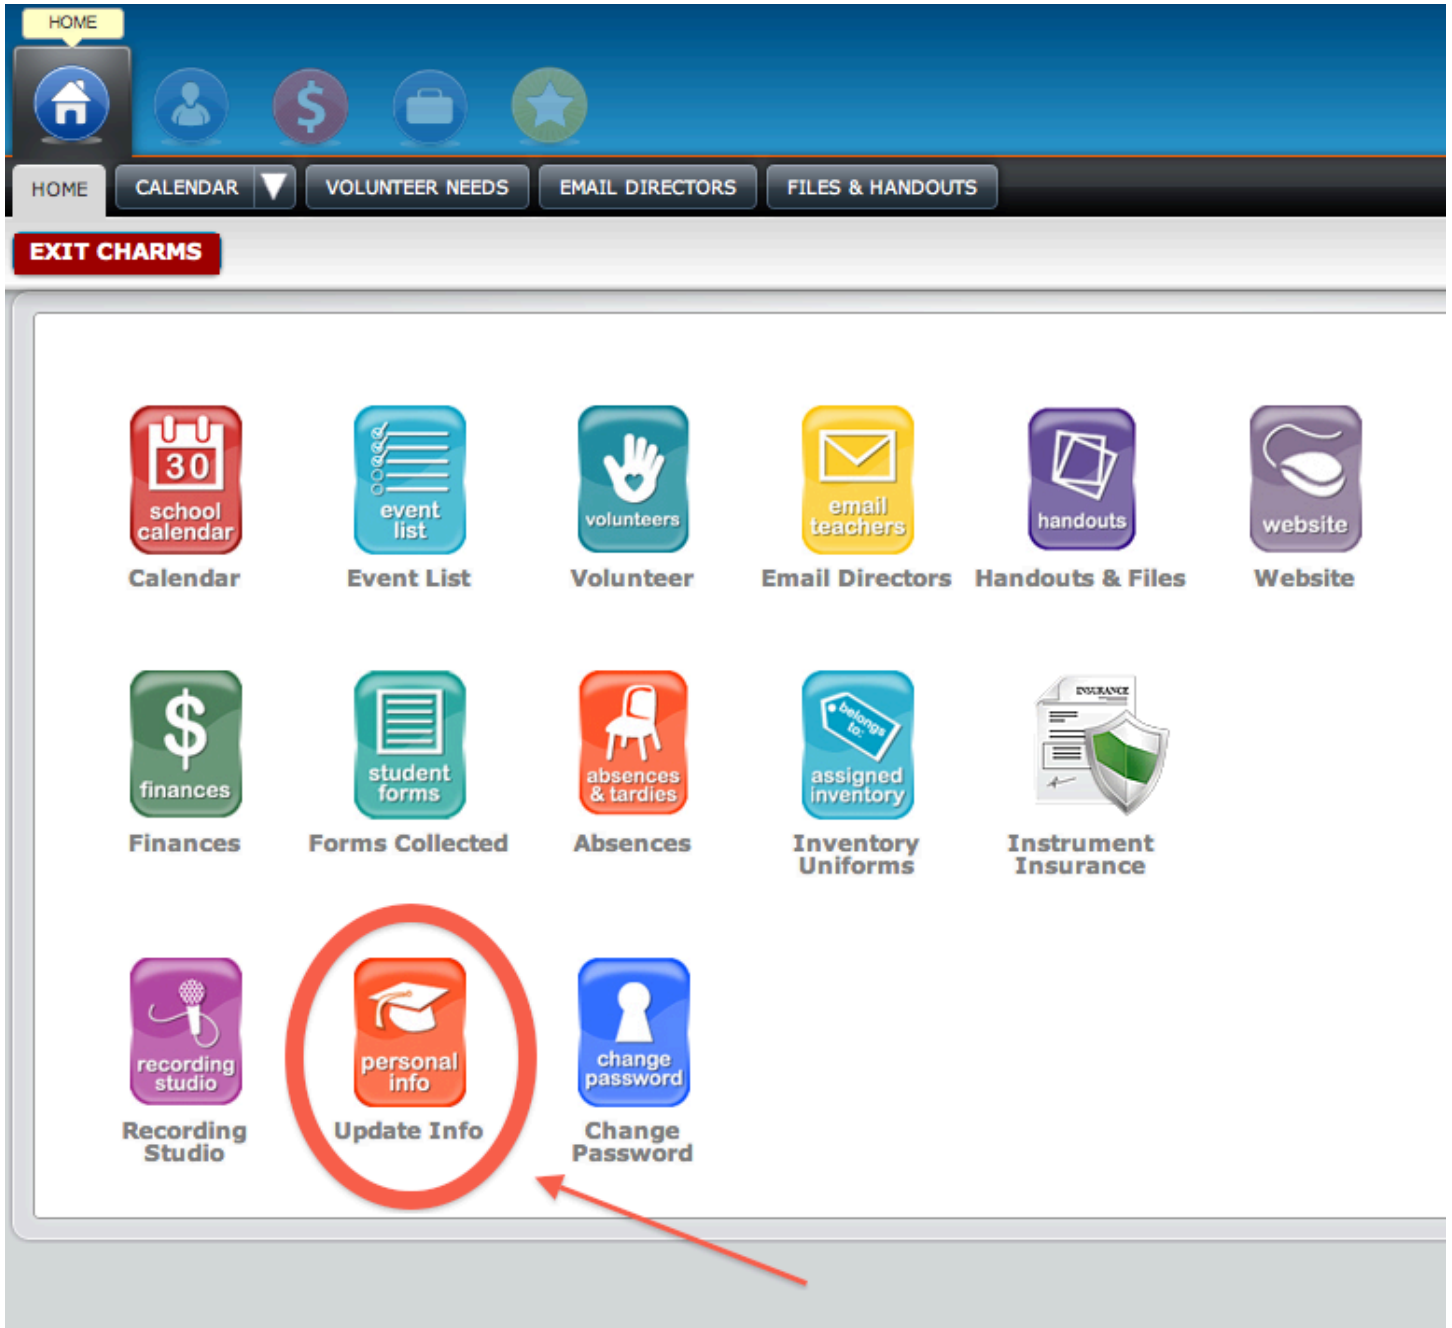 HOME
HOME
CALENDAR
VOLUNTEER NEEDS
EMAIL DIRECTORS
FILES & HANDOUTS
EXIT CHARMS
30
school
calendar
Calendar
event
list
Event List
volunteers
Volunteer
email
teachers
Email Directors
handouts
Handouts & Files
website
Website
$
finances
Finances
student
forms
Forms Collected
absences
& tardies
Absences
belongs
to:
assigned
inventory
Inventory
Uniforms
INSURANCE
Instrument
Insurance
recording
studio
Recording
Studio
personal
info
Update Info
change
password
Change
Password